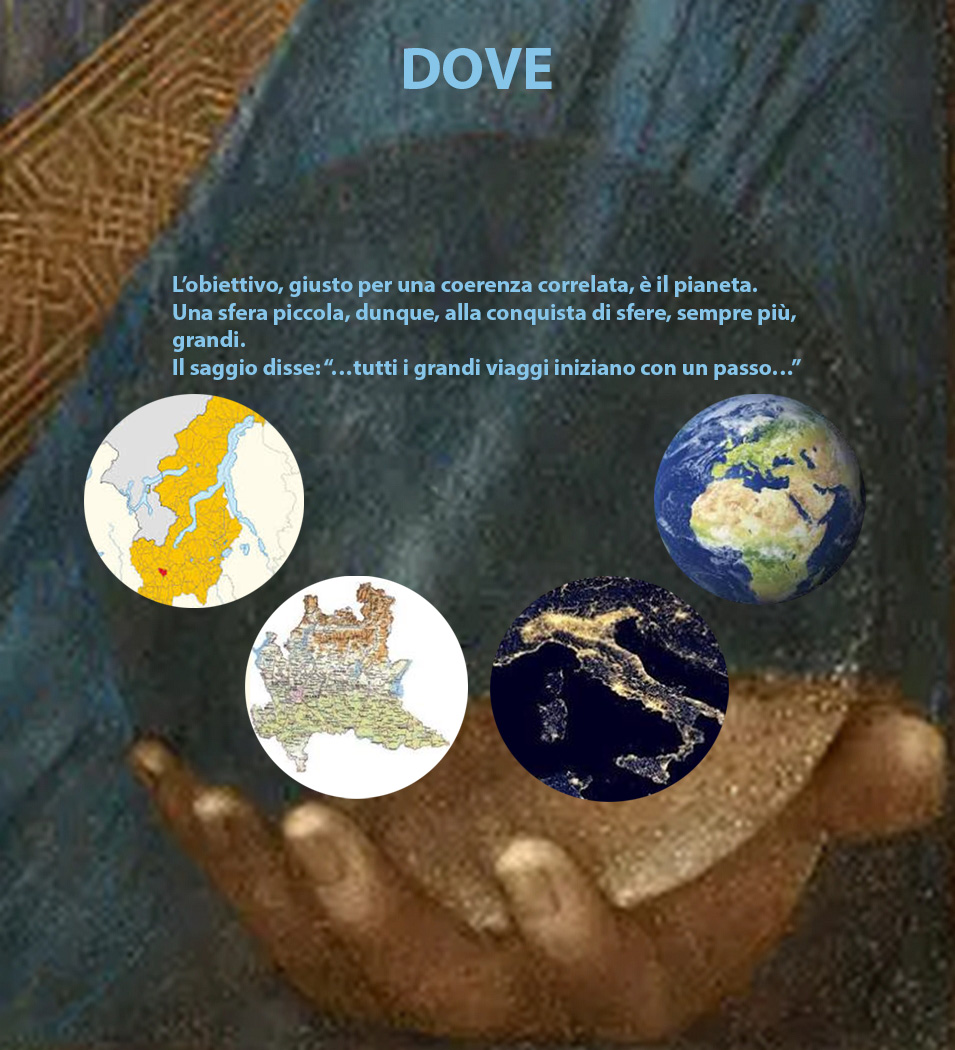 DOVE
L’obiettivo, giusto per una coerenza correlata, è il pianeta.
Una sfera piccola, dunque, alla conquista di sfere, sempre più,
grandi.
Il saggio disse: “…tutti i grandi viaggi iniziano con un passo…”